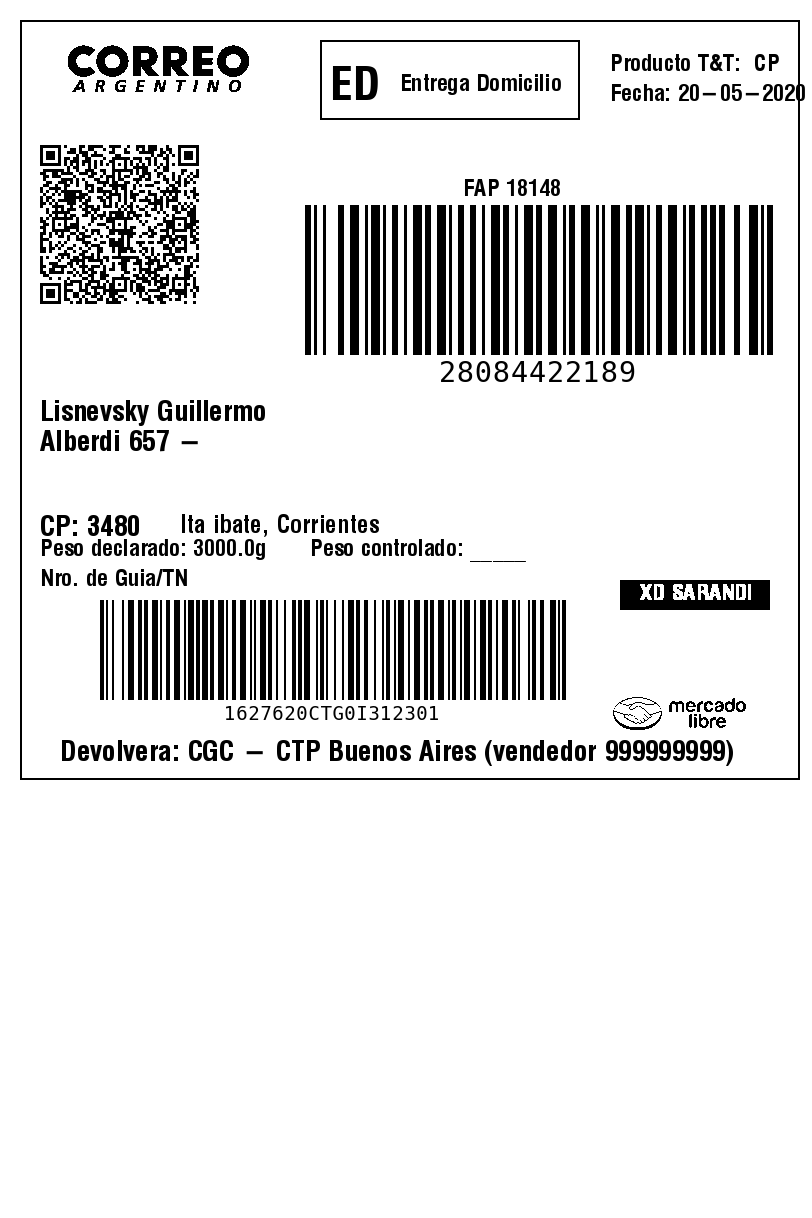 CORREO
ARGENTINO
ED Entrega Domicilio
Producto T&T: CP
Fecha: 20-05-2020
FAP 18148
28084422189
Lisnevsky Guillermo
Alberdi 657 -
CP: 3480 Ita ibate, Corrientes
Peso declarado: 3000.0g Peso controlado: _____
Nro. de Guia/TN
XD SARANDI
1627620CTG0I312301
mercado
libre
Devolvera: CGC - CTP Buenos Aires (vendedor 999999999)